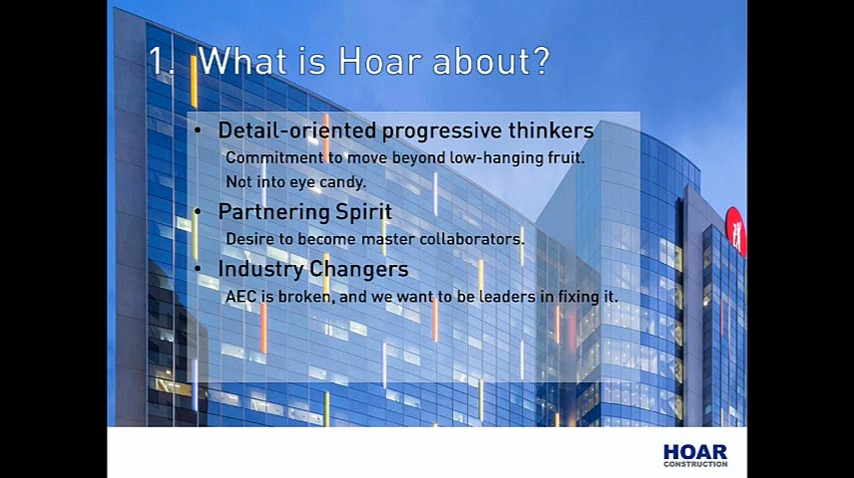 1. What is Hoar about?
• Detail-oriented progressive thinkers
Commitment to move beyond low-hanging fruit.
Not into eye candy.
• Partnering Spirit
Desire to become master collaborators.
• Industry Changers
AEC is broken, and we want to be leaders in fixing it.
HOAR
CONSTRUCTION